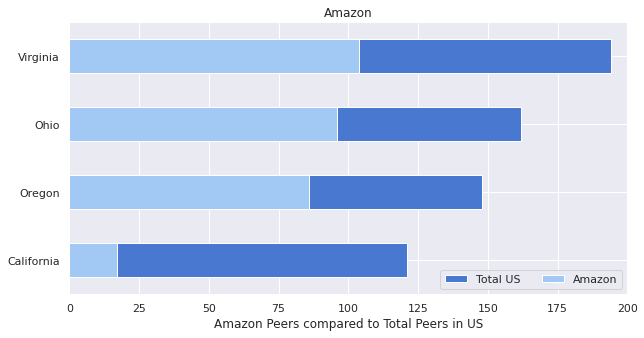 Amazon
Virginia
Ohio
Oregon
California
Total US Amazon
0 25 50 75 100 125 150 175 200
Amazon Peers compared to Total Peers in US